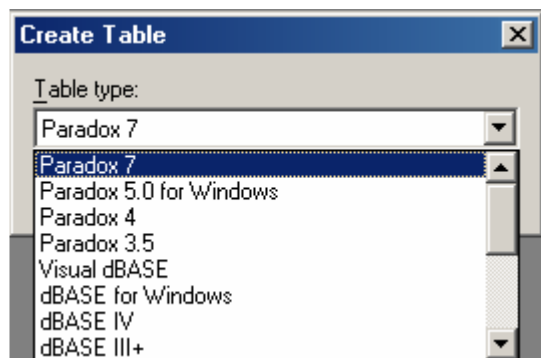 Create Table
Table type:
Paradox 7
Paradox 7
Paradox 5.0 for Windows
Paradox 4
Paradox 3.5
Visual dBASE
dBASE for Windows
dBASE IV
dBASE III+